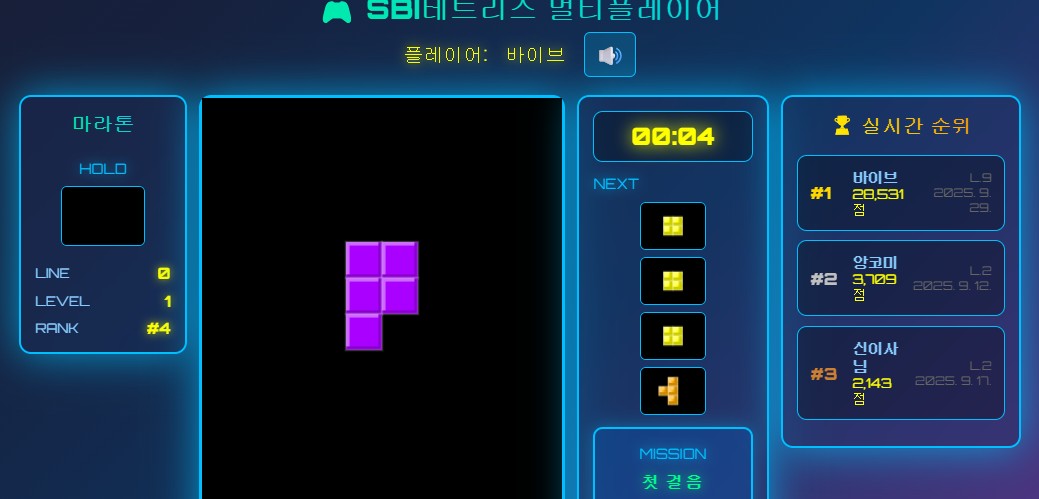 SBI테트리스 멀티플레이어
플레이어: 바이브
마라톤
HOLD
LINE 0
LEVEL 1
RANK #4
00:04
NEXT
MISSION
첫 걸음
실시간 순위
#1 바이브 28,531 점 L9 2025. 9. 29.
#2 앙코미 3,709 점 L2 2025. 9. 12.
#3 신이사님 2,143 점 L2 2025. 9. 17.